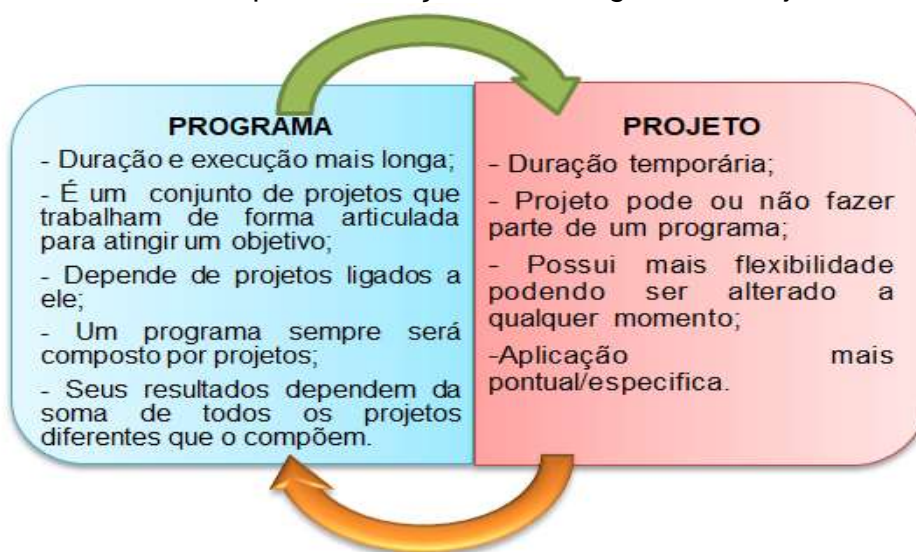 PROGRAMA
- Duração e execução mais longa;
- É um conjunto de projetos que
trabalham de forma articulada
para atingir um objetivo;
- Depende de projetos ligados a
ele;
- Um programa sempre será
composto por projetos;
- Seus resultados dependem da
soma de todos os projetos
diferentes que o compõem.
PROJETO
- Duração temporária;
- Projeto pode ou não fazer
parte de um programa;
- Possui mais flexibilidade
podendo ser alterado a
qualquer momento;
-Aplicação mais
pontual/especifica.